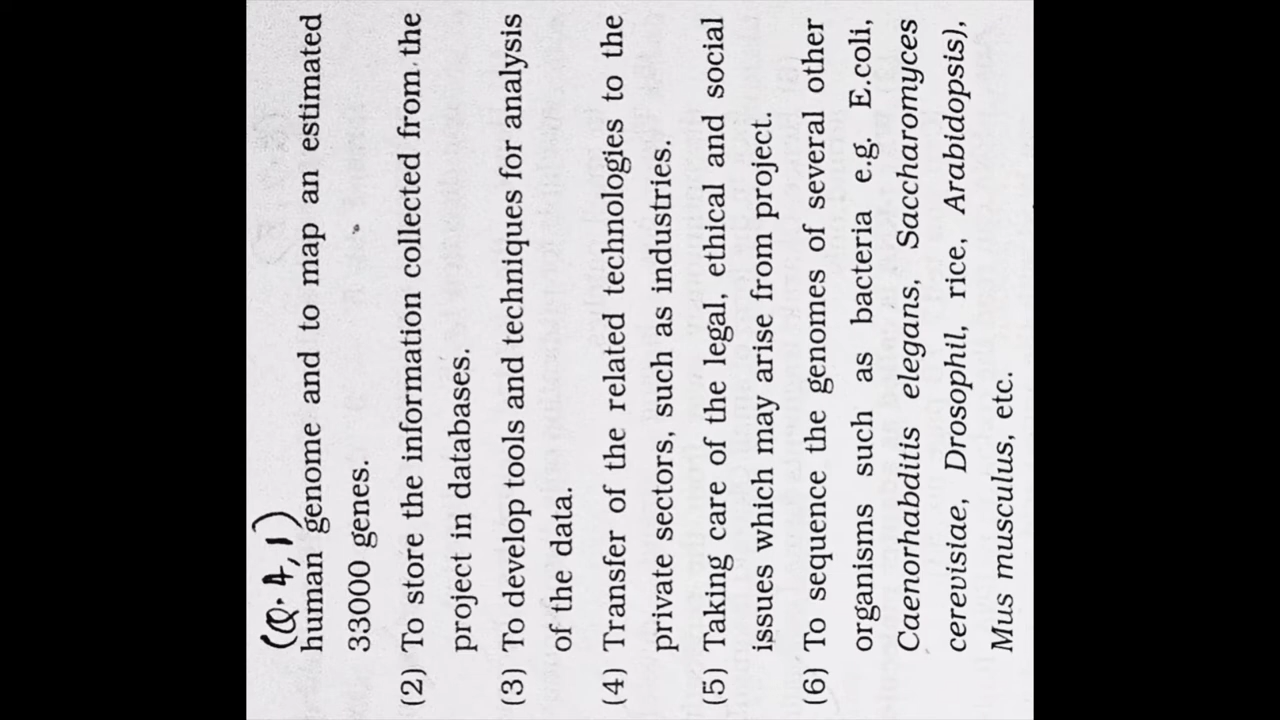 (Q.4,1)
human genome and to map an estimated
33000 genes.
(2) To store the information collected from the
project in databases.
(3) To develop tools and techniques for analysis
of the data.
(4) Transfer of the related technologies to the
private sectors, such as industries.
(5) Taking care of the legal, ethical and social
issues which may arise from project.
(6) To sequence the genomes of several other
organisms such as bacteria e.g. E.coli,
Caenorhabditis elegans, Saccharomyces
cerevisiae, Drosophil, rice, Arabidopsis),
Mus musculus, etc.